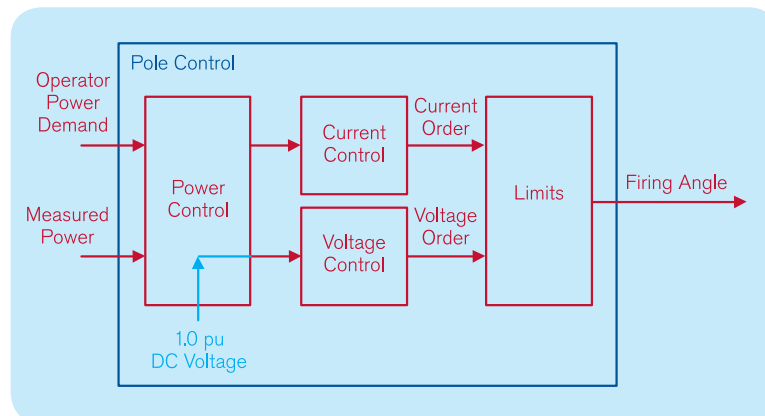 Pole Control
Operator
Power
Demand
Measured
Power
Power
Control
1.0 pu
DC Voltage
Current
Control
Voltage
Control
Current
Order
Voltage
Order
Limits
Firing Angle